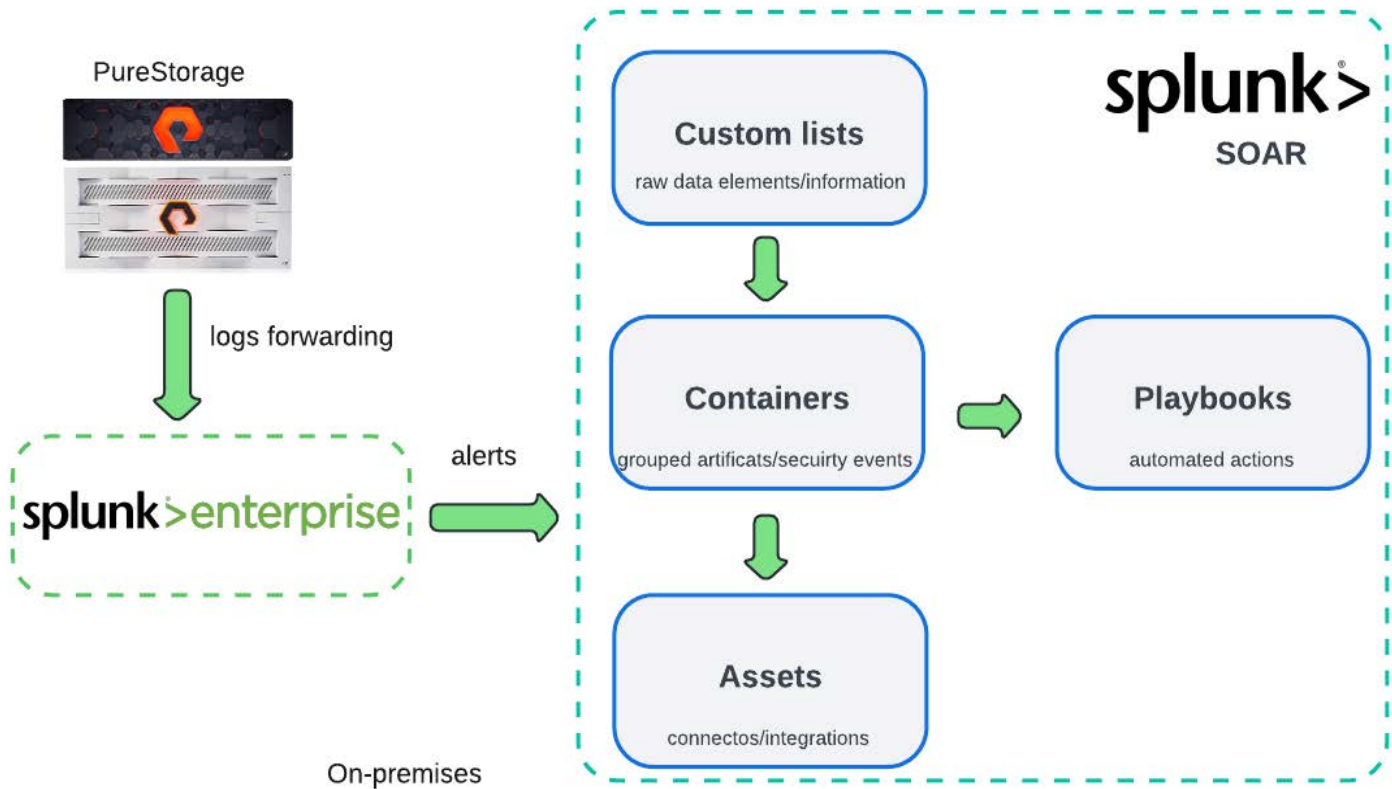 PureStorage
logs forwarding
splunk>enterprise
alerts
On-premises
splunk>®
SOAR
Custom lists
raw data elements/information
Containers
grouped artificats/secuirty events
Playbooks
automated actions
Assets
connectos/integrations